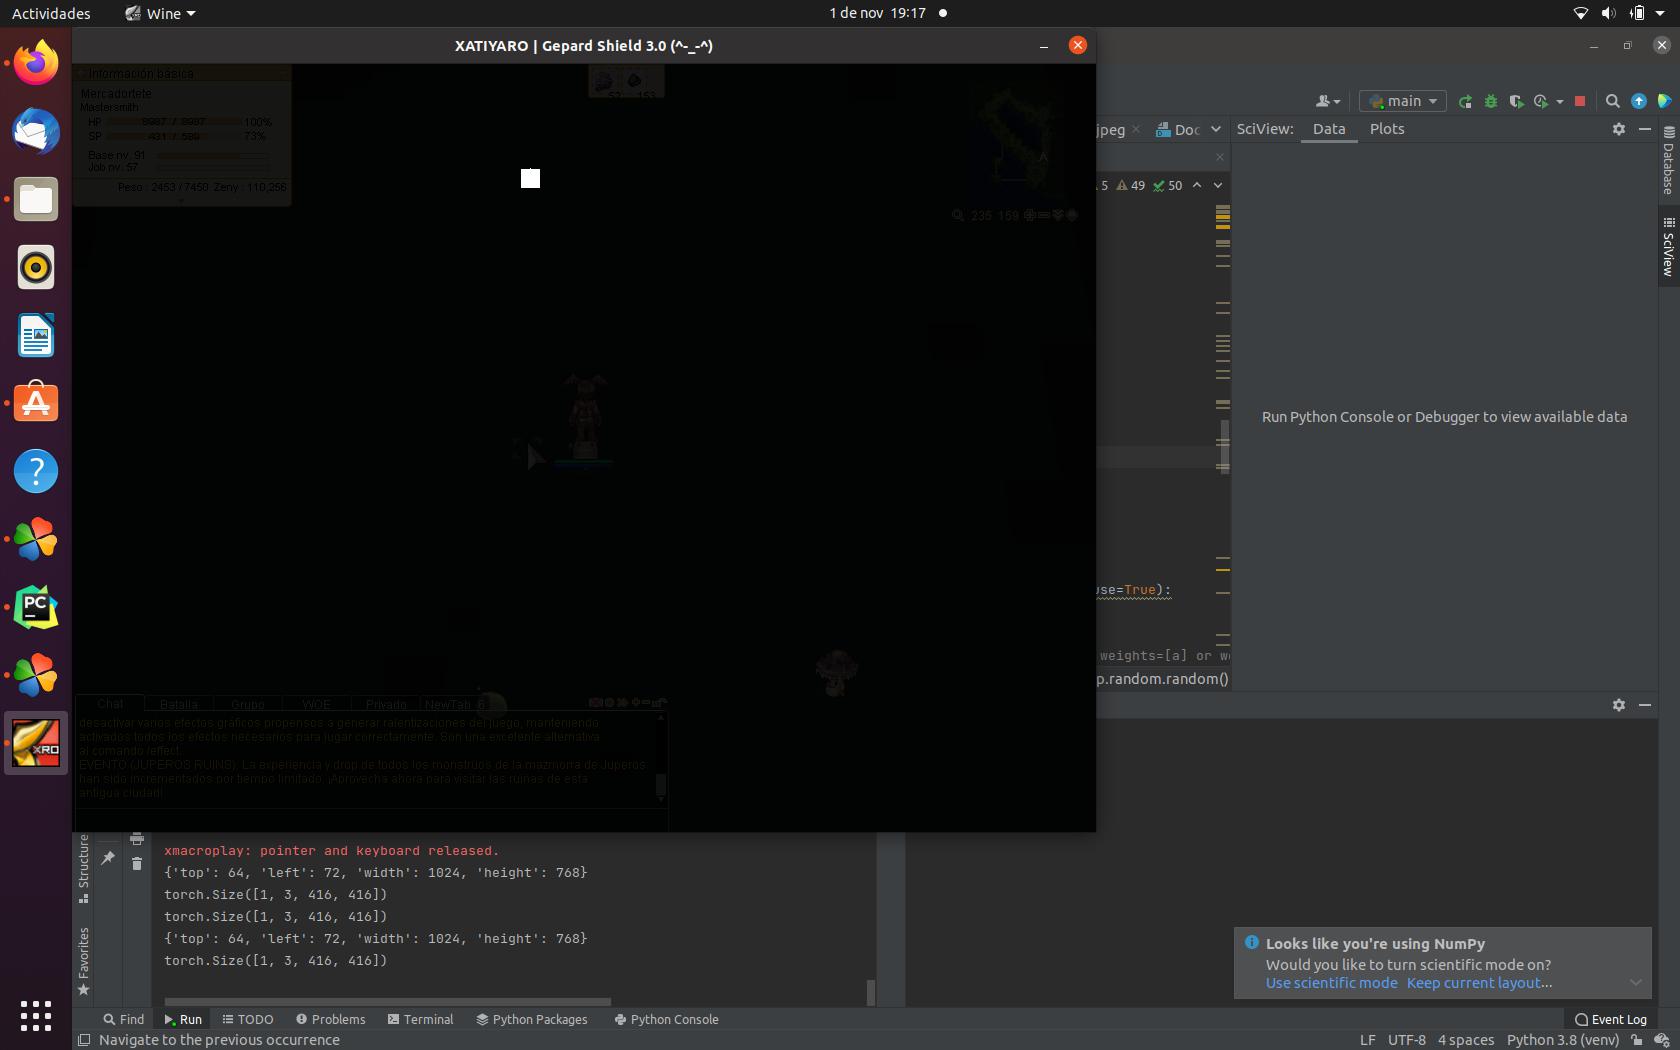 Actividades
Wine
1 de nov 19:17
XATIYARO | Gepard Shield 3.0 (^-_-^)
Información básica
Mercadortete
Mastersmith
HP 8987 / 8987 100%
SP 431 / 589 73%
Base nv. 91
Job nv. 57
Peso : 2453 / 7450 Zeny : 110,256
52 153
235 159
main
jpeg
Doc
SciView: Data Plots
5 49 50
Database
SciView
Run Python Console or Debugger to view available data
use=True):
weights=[a] or w
p.random.random()
Chat Batalla Grupo WOE Privado NewTab 6
desactivar varios efectos gráficos propensos a generar ralentizaciones del juego, manteniendo
activados todos los efectos necesarios para jugar correctamente. Son una excelente alternativa
al comando /effect.
EVENTO (JUPEROS RUINS): La experiencia y drop de todos los monstruos de la mazmorra de Juperos
han sido incrementados por tiempo limitado. ¡Aprovecha ahora para visitar las ruinas de esta
antigua ciudad!
PC
XRO
Structure
Favorites
xmacroplay: pointer and keyboard released.
{'top': 64, 'left': 72, 'width': 1024, 'height': 768}
torch.Size([1, 3, 416, 416])
torch.Size([1, 3, 416, 416])
{'top': 64, 'left': 72, 'width': 1024, 'height': 768}
torch.Size([1, 3, 416, 416])
Looks like you're using NumPy
Would you like to turn scientific mode on?
Use scientific mode Keep current layout...
Find Run TODO Problems Terminal Python Packages Python Console
Event Log
Navigate to the previous occurrence
LF UTF-8 4 spaces Python 3.8 (venv)